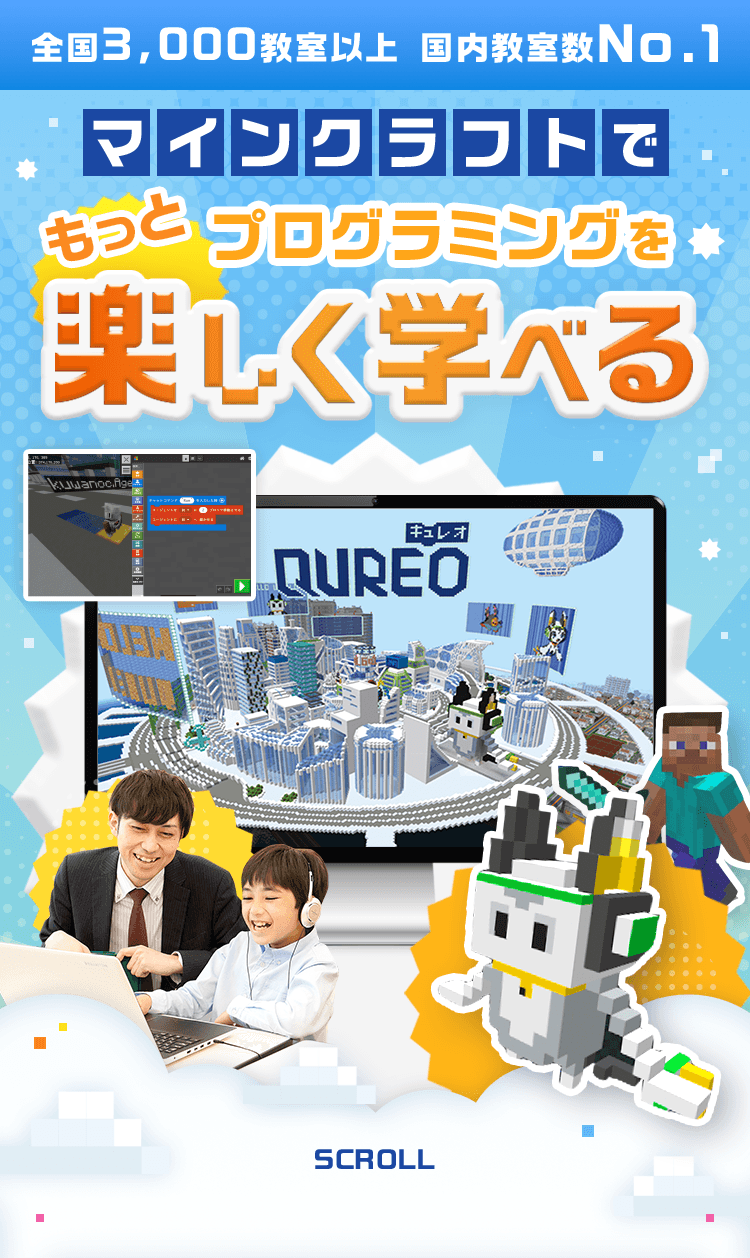 全国3,000教室以上 国内教室数No.1
マインクラフトで
もっと プログラミングを
楽しく学べる
kuwanoc.Age
キュレオ
QUREO
SCROLL